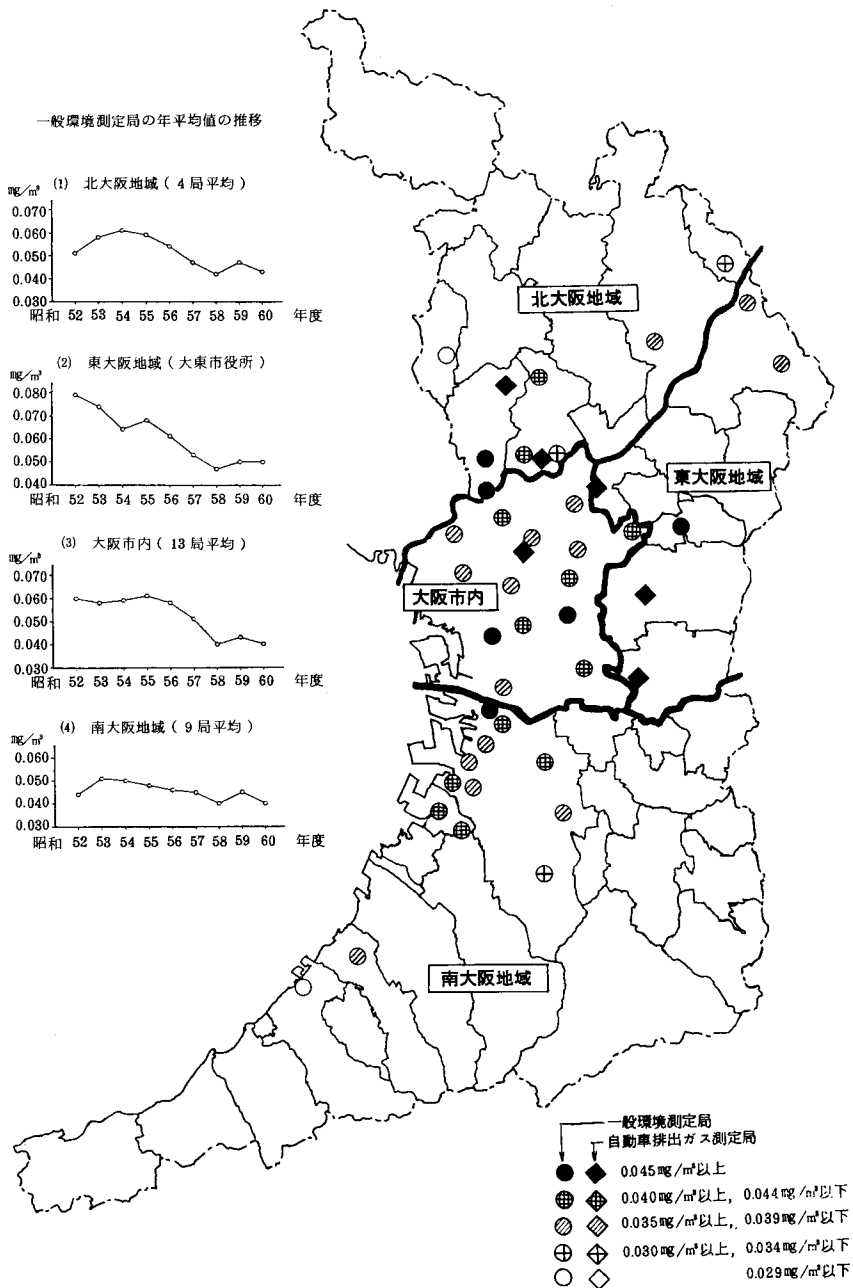 一般環境測定局の年平均値の推移
(1) 北大阪地域 ( 4 局平均 )
mg/m³
0.070
0.060
0.050
0.040
0.030
昭和 52 53 54 55 56 57 58 59 60 年度
(2) 東大阪地域 ( 大東市役所 )
mg/m³
0.080
0.070
0.060
0.050
0.040
昭和 52 53 54 55 56 57 58 59 60 年度
(3) 大阪市内 ( 13 局平均 )
mg/m³
0.070
0.060
0.050
0.040
0.030
昭和 52 53 54 55 56 57 58 59 60 年度
(4) 南大阪地域 ( 9 局平均 )
mg/m³
0.060
0.050
0.040
0.030
昭和 52 53 54 55 56 57 58 59 60 年度
北大阪地域
東大阪地域
大阪市内
南大阪地域
一般環境測定局
自動車排出ガス測定局
0.045mg/m³以上
0.040mg/m³以上, 0.044mg/m³以下
0.035mg/m³以上, 0.039mg/m³以下
0.030mg/m³以上, 0.034mg/m³以下
0.029mg/m³以下